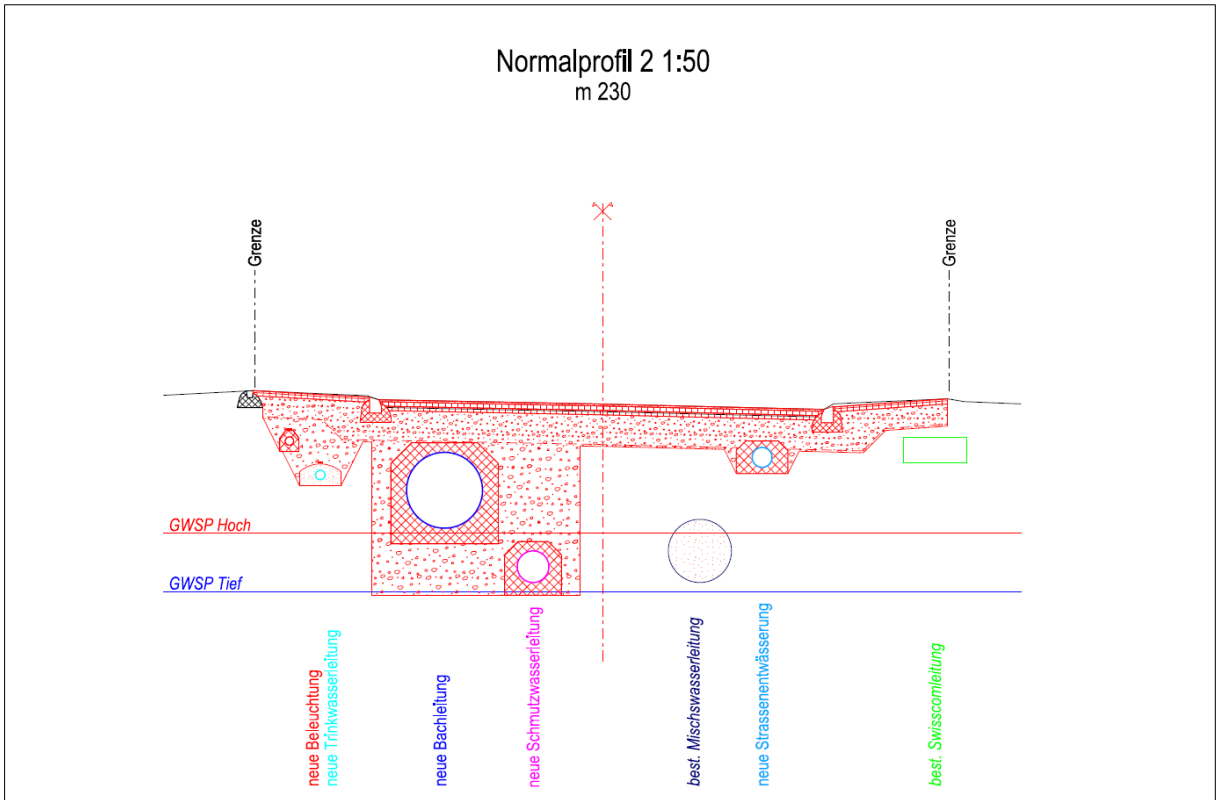 Normalprofil 2 1:50
m 230
Grenze
Grenze
GWSP Hoch
GWSP Tief
neue Beleuchtung
neue Trinkwasserleitung
neue Bachleitung
neue Schmutzwasserleitung
best. Mischswasserleitung
neue Strassenentwässerung
best. Swisscomleitung